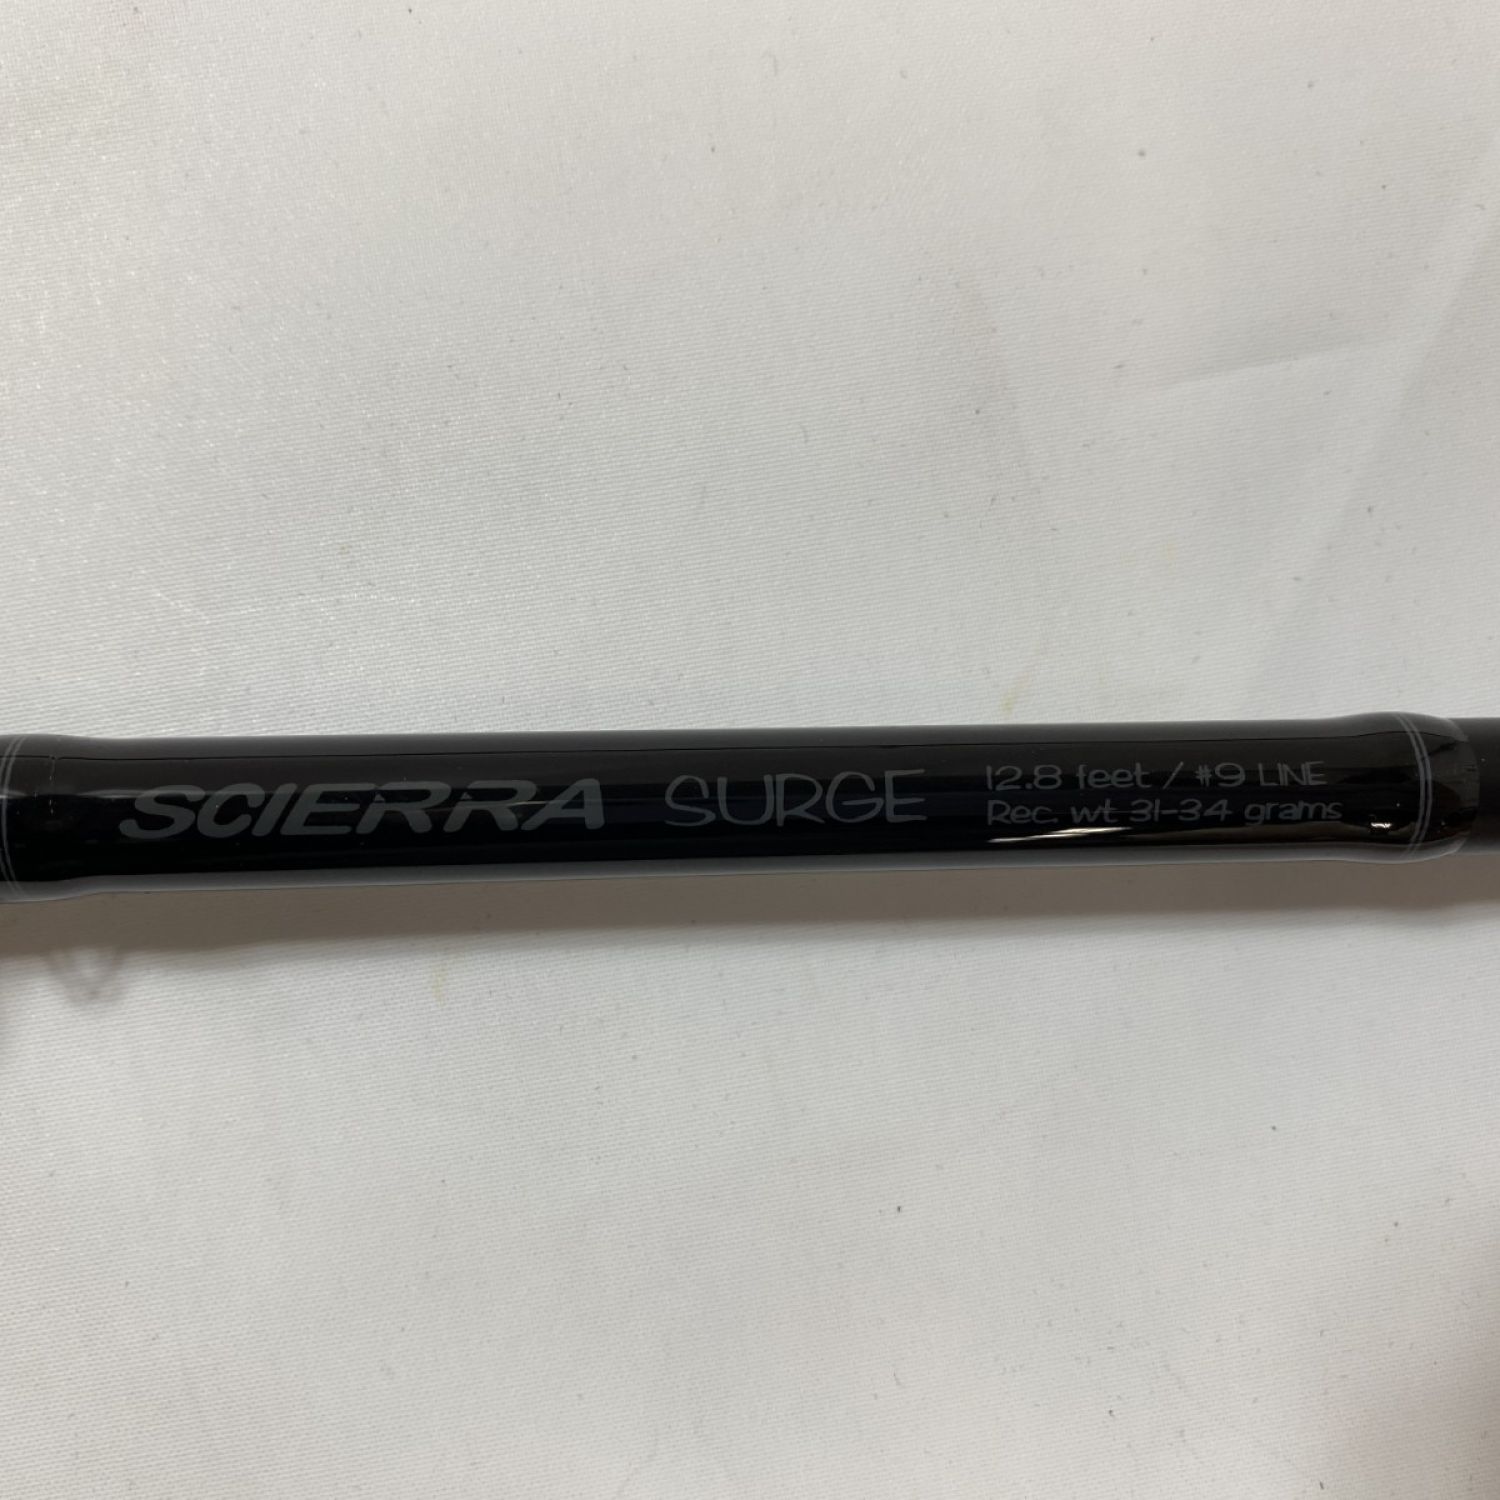 SCIERRA SURGE
12.8 feet / #9 LINE
Rec. wt 31-34 grams